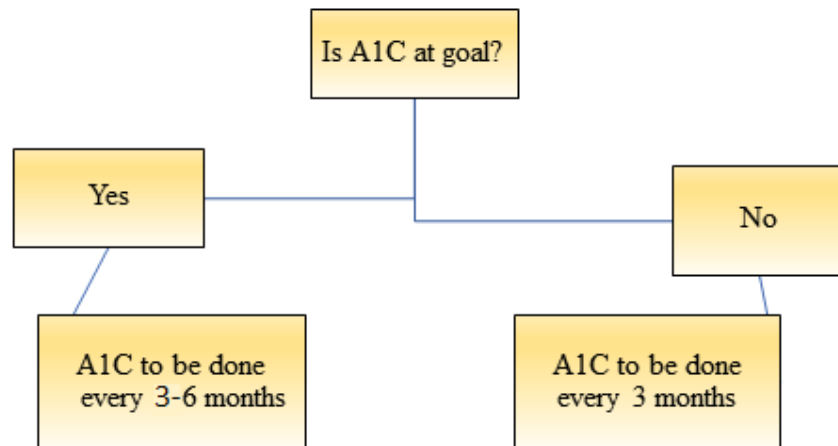 Is A1C at goal?
Yes
No
A1C to be done
every 3-6 months
A1C to be done
every 3 months